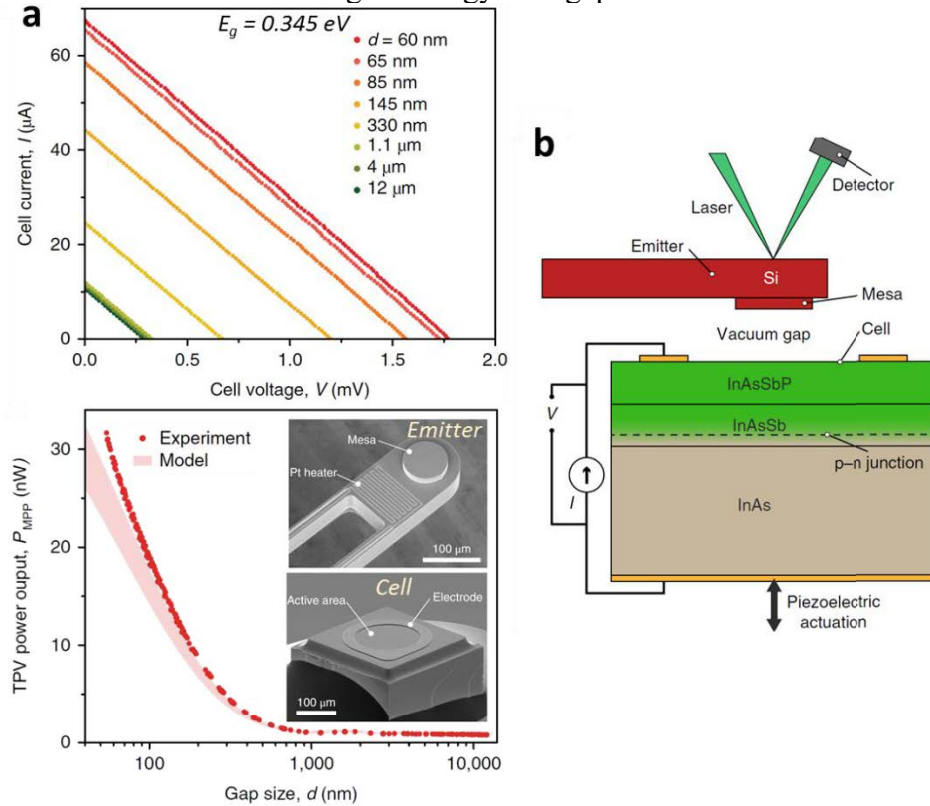 a
E_g = 0.345 eV
d = 60 nm
65 nm
85 nm
145 nm
330 nm
1.1 μm
4 μm
12 μm
60
40
20
0
Cell current, I (μA)
0.0
0.5
1.0
1.5
2.0
Cell voltage, V (mV)
Experiment
Model
30
20
10
0
TPV power ouput, P_MPP (nW)
100
1,000
10,000
Gap size, d (nm)
Emitter
Mesa
Pt heater
100 μm
Cell
Active area
Electrode
100 μm
b
Laser
Detector
Emitter
Si
Mesa
Vacuum gap
Cell
InAsSbP
InAsSb
p–n junction
InAs
V
I
Piezoelectric
actuation